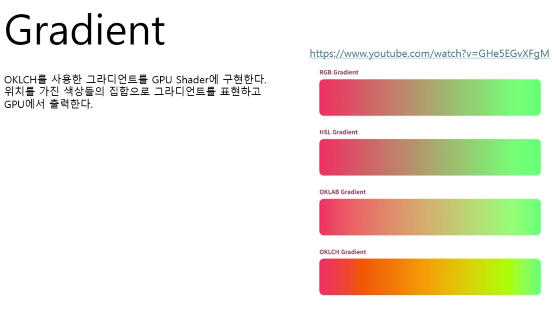 Gradient
OKLCH를 사용한 그라디언트를 GPU Shader에 구현한다.
위치를 가진 색상들의 집합으로 그라디언트를 표현하고
GPU에서 출력한다.
https://www.youtube.com/watch?v=GHe5EGvXFgM
RGB Gradient
HSL Gradient
OKLAB Gradient
OKLCH Gradient